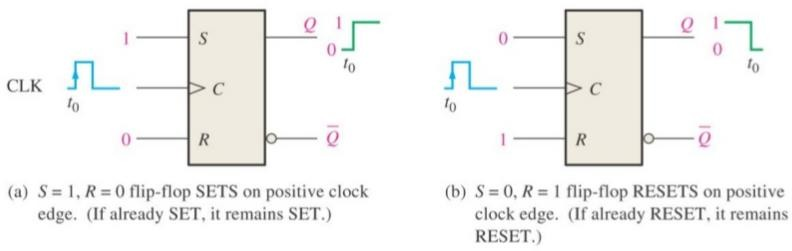 1 S Q 1
0
t0
CLK C
t0
0 R Q̅
0 S Q 1
0
t0
C
t0
1 R Q̅
(a) S = 1, R = 0 flip-flop SETS on positive clock
edge. (If already SET, it remains SET.)
(b) S = 0, R = 1 flip-flop RESETS on positive
clock edge. (If already RESET, it remains
RESET.)